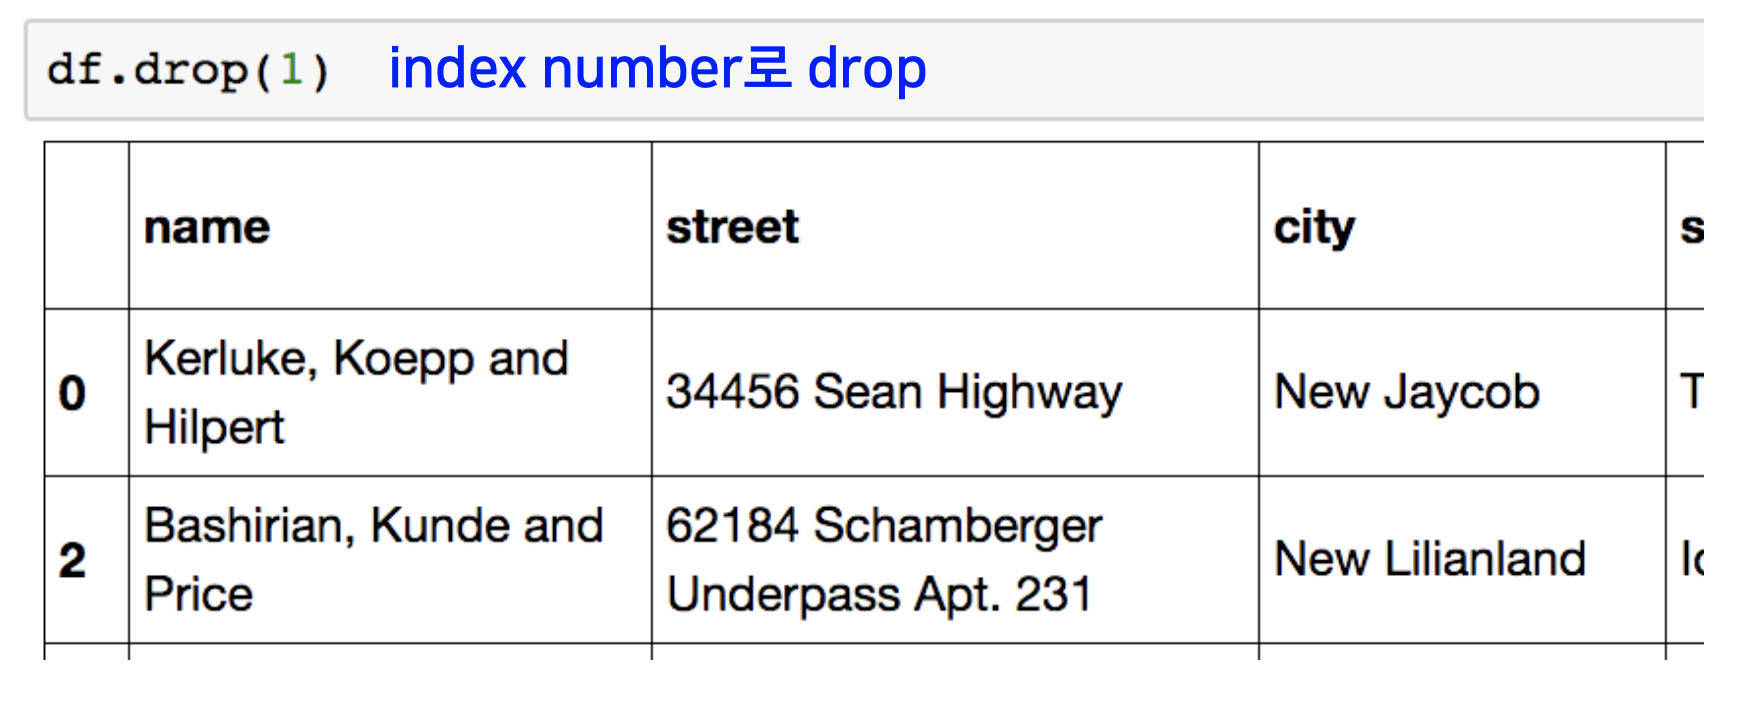 df.drop(1) index number로 drop
name street city
0 Kerluke, Koepp and Hilpert 34456 Sean Highway New Jaycob
2 Bashirian, Kunde and Price 62184 Schamberger Underpass Apt. 231 New Lilianland